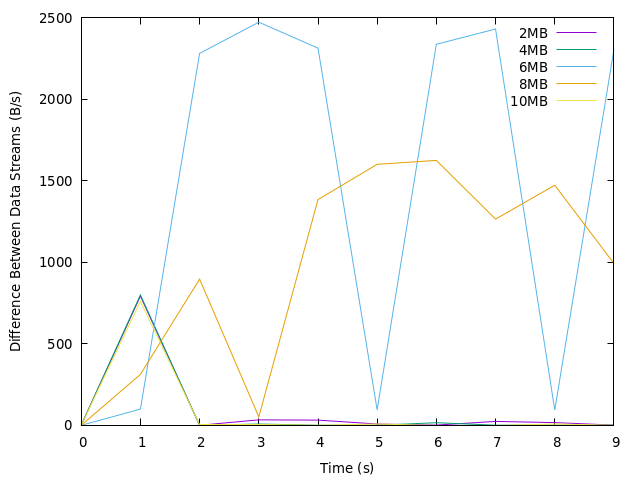 2500
2000
1500
1000
500
0
Difference Between Data Streams (B/s)
2MB
4MB
6MB
8MB
10MB
0 1 2 3 4 5 6 7 8 9
Time (s)